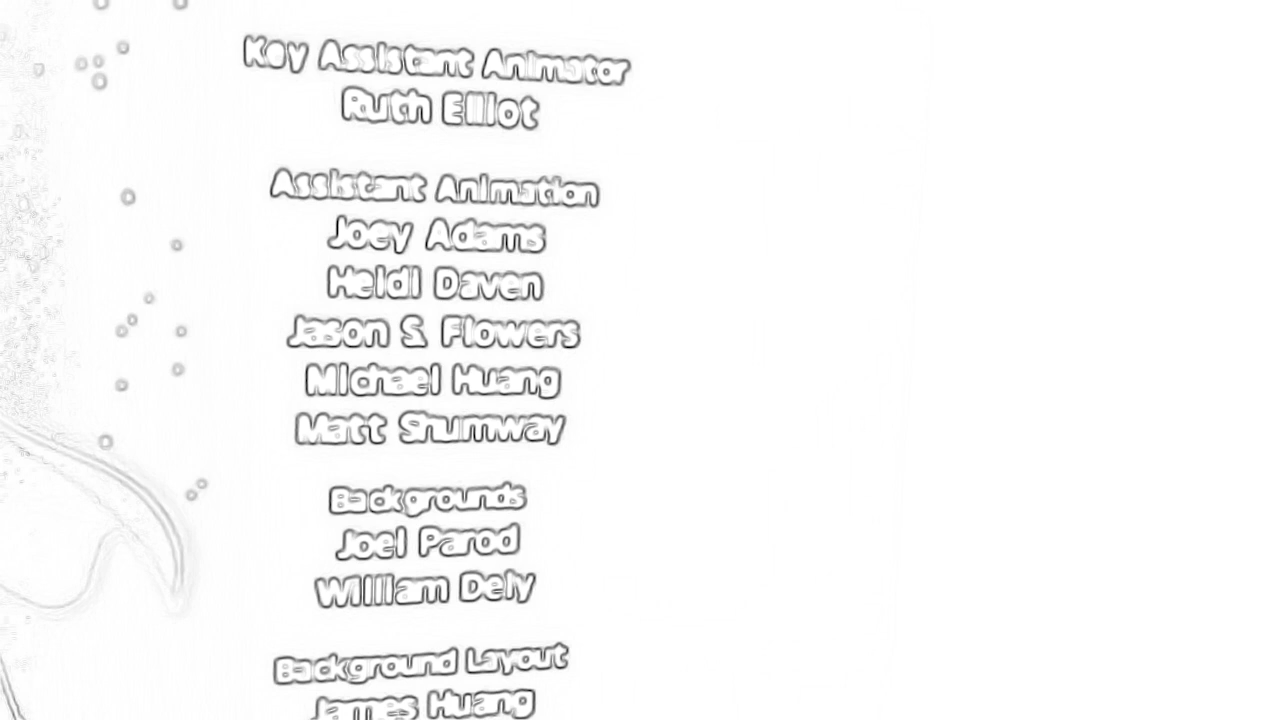 Key Assistant Animator
Ruth Elliot
Assistant Animation
Joey Adams
Heidi Daven
Jason S Flowers
Michael Huang
Matt Shumway
Backgrounds
Joel Parod
William Dely
Background Layout
James Huang